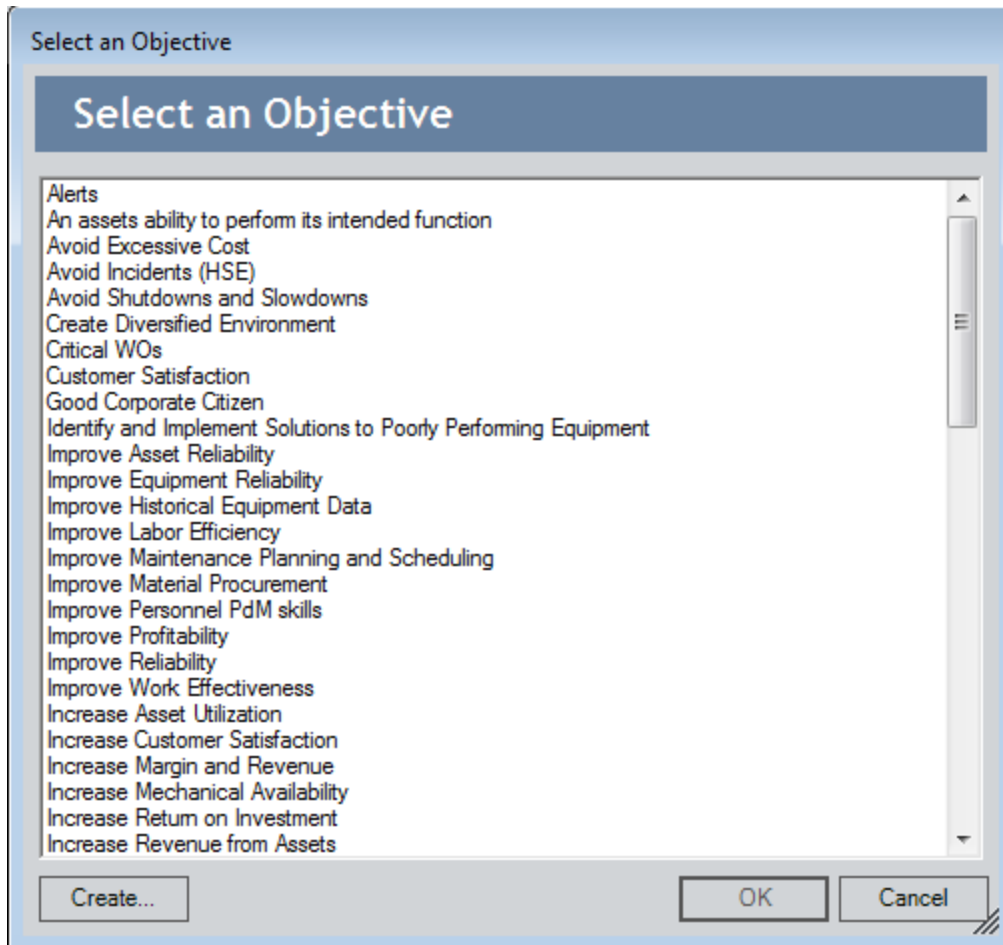 Select an Objective
Select an Objective
Alerts
An assets ability to perform its intended function
Avoid Excessive Cost
Avoid Incidents (HSE)
Avoid Shutdowns and Slowdowns
Create Diversified Environment
Critical WOs
Customer Satisfaction
Good Corporate Citizen
Identify and Implement Solutions to Poorly Performing Equipment
Improve Asset Reliability
Improve Equipment Reliability
Improve Historical Equipment Data
Improve Labor Efficiency
Improve Maintenance Planning and Scheduling
Improve Material Procurement
Improve Personnel PdM skills
Improve Profitability
Improve Reliability
Improve Work Effectiveness
Increase Asset Utilization
Increase Customer Satisfaction
Increase Margin and Revenue
Increase Mechanical Availability
Increase Return on Investment
Increase Revenue from Assets
Create... OK Cancel